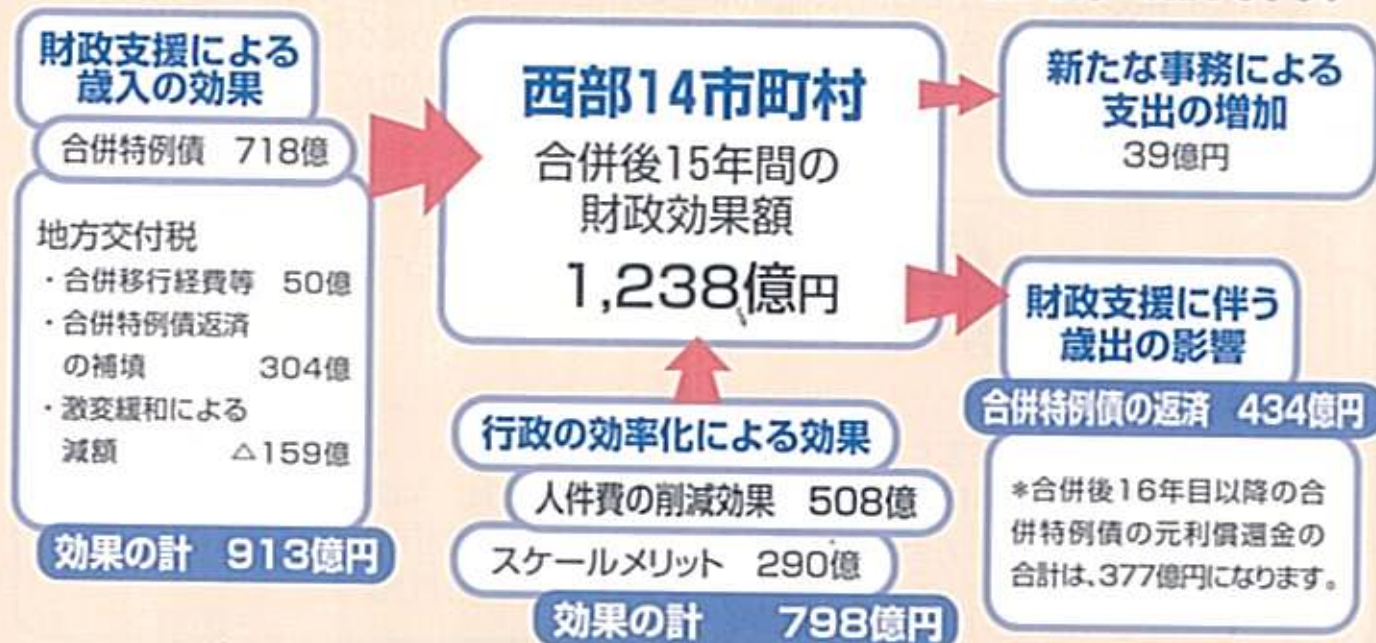 財政支援による
歳入の効果
合併特例債 718億
地方交付税
・合併移行経費等 50億
・合併特例債返済
の補填 304億
・激変緩和による
減額 △159億
効果の計 913億円
西部14市町村
合併後15年間の
財政効果額
1,238億円
行政の効率化による効果
人件費の削減効果 508億
スケールメリット 290億
効果の計 798億円
新たな事務による
支出の増加
39億円
財政支援に伴う
歳出の影響
合併特例債の返済 434億円
*合併後16年目以降の合
併特例債の元利償還金の
合計は、377億円になります。